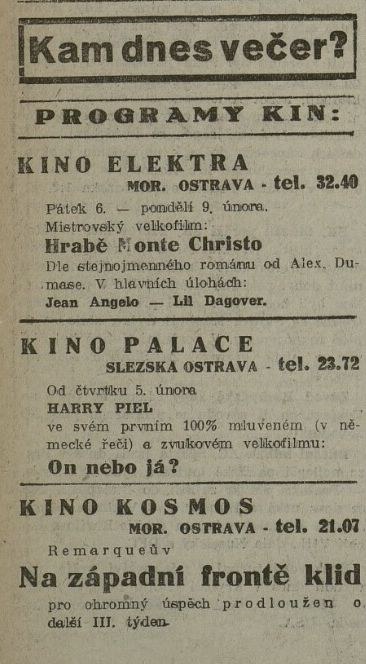 Kam dnes večer?
PROGRAMY KIN:
KINO ELEKTRA
MOR. OSTRAVA - tel. 32.40
Pátek 6. — pondělí 9. února.
Mistrovský velkofilm:
Hrabě Monte Christo
Dle stejnojmenného románu od Alex. Du-
mase. V hlavních úlohách:
Jean Angelo — Lil Dagover.
KINO PALACE
SLEZSKA OSTRAVA - tel. 23.72
Od čtvrtku 5. února
HARRY PIEL
ve svém prvním 100% mluveném (v ně-
mecké řeči) a zvukovém velkofilmu:
On nebo já?
KINO KOSMOS
MOR. OSTRAVA - tel. 21.07
Remarqueův
Na západní frontě klid
pro ohromný úspěch prodloužen o
další III. týden.